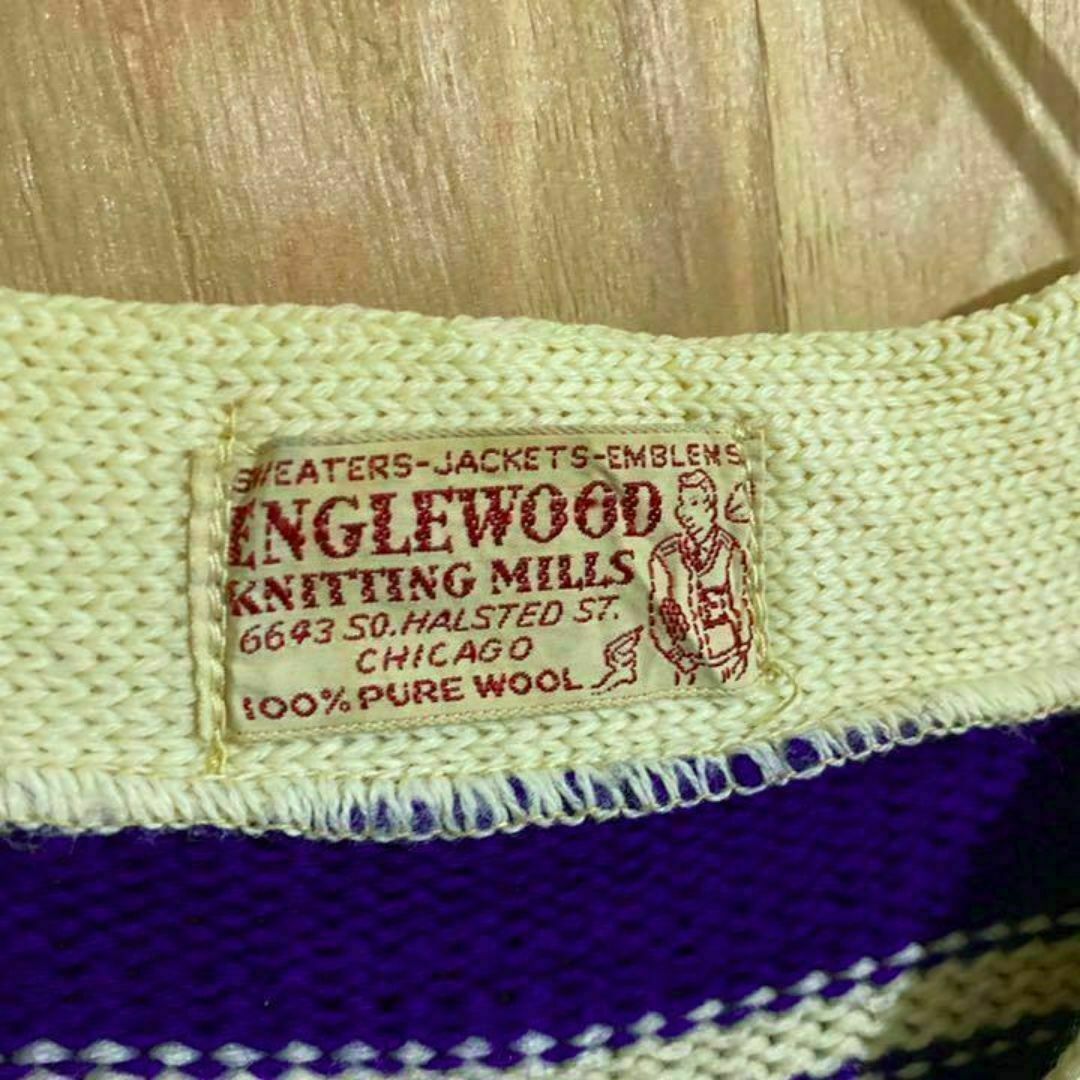 SWEATERS-JACKETS-EMBLEMS
ENGLEWOOD
KNITTING MILLS
6643 SO. HALSTED ST.
CHICAGO
100% PURE WOOL